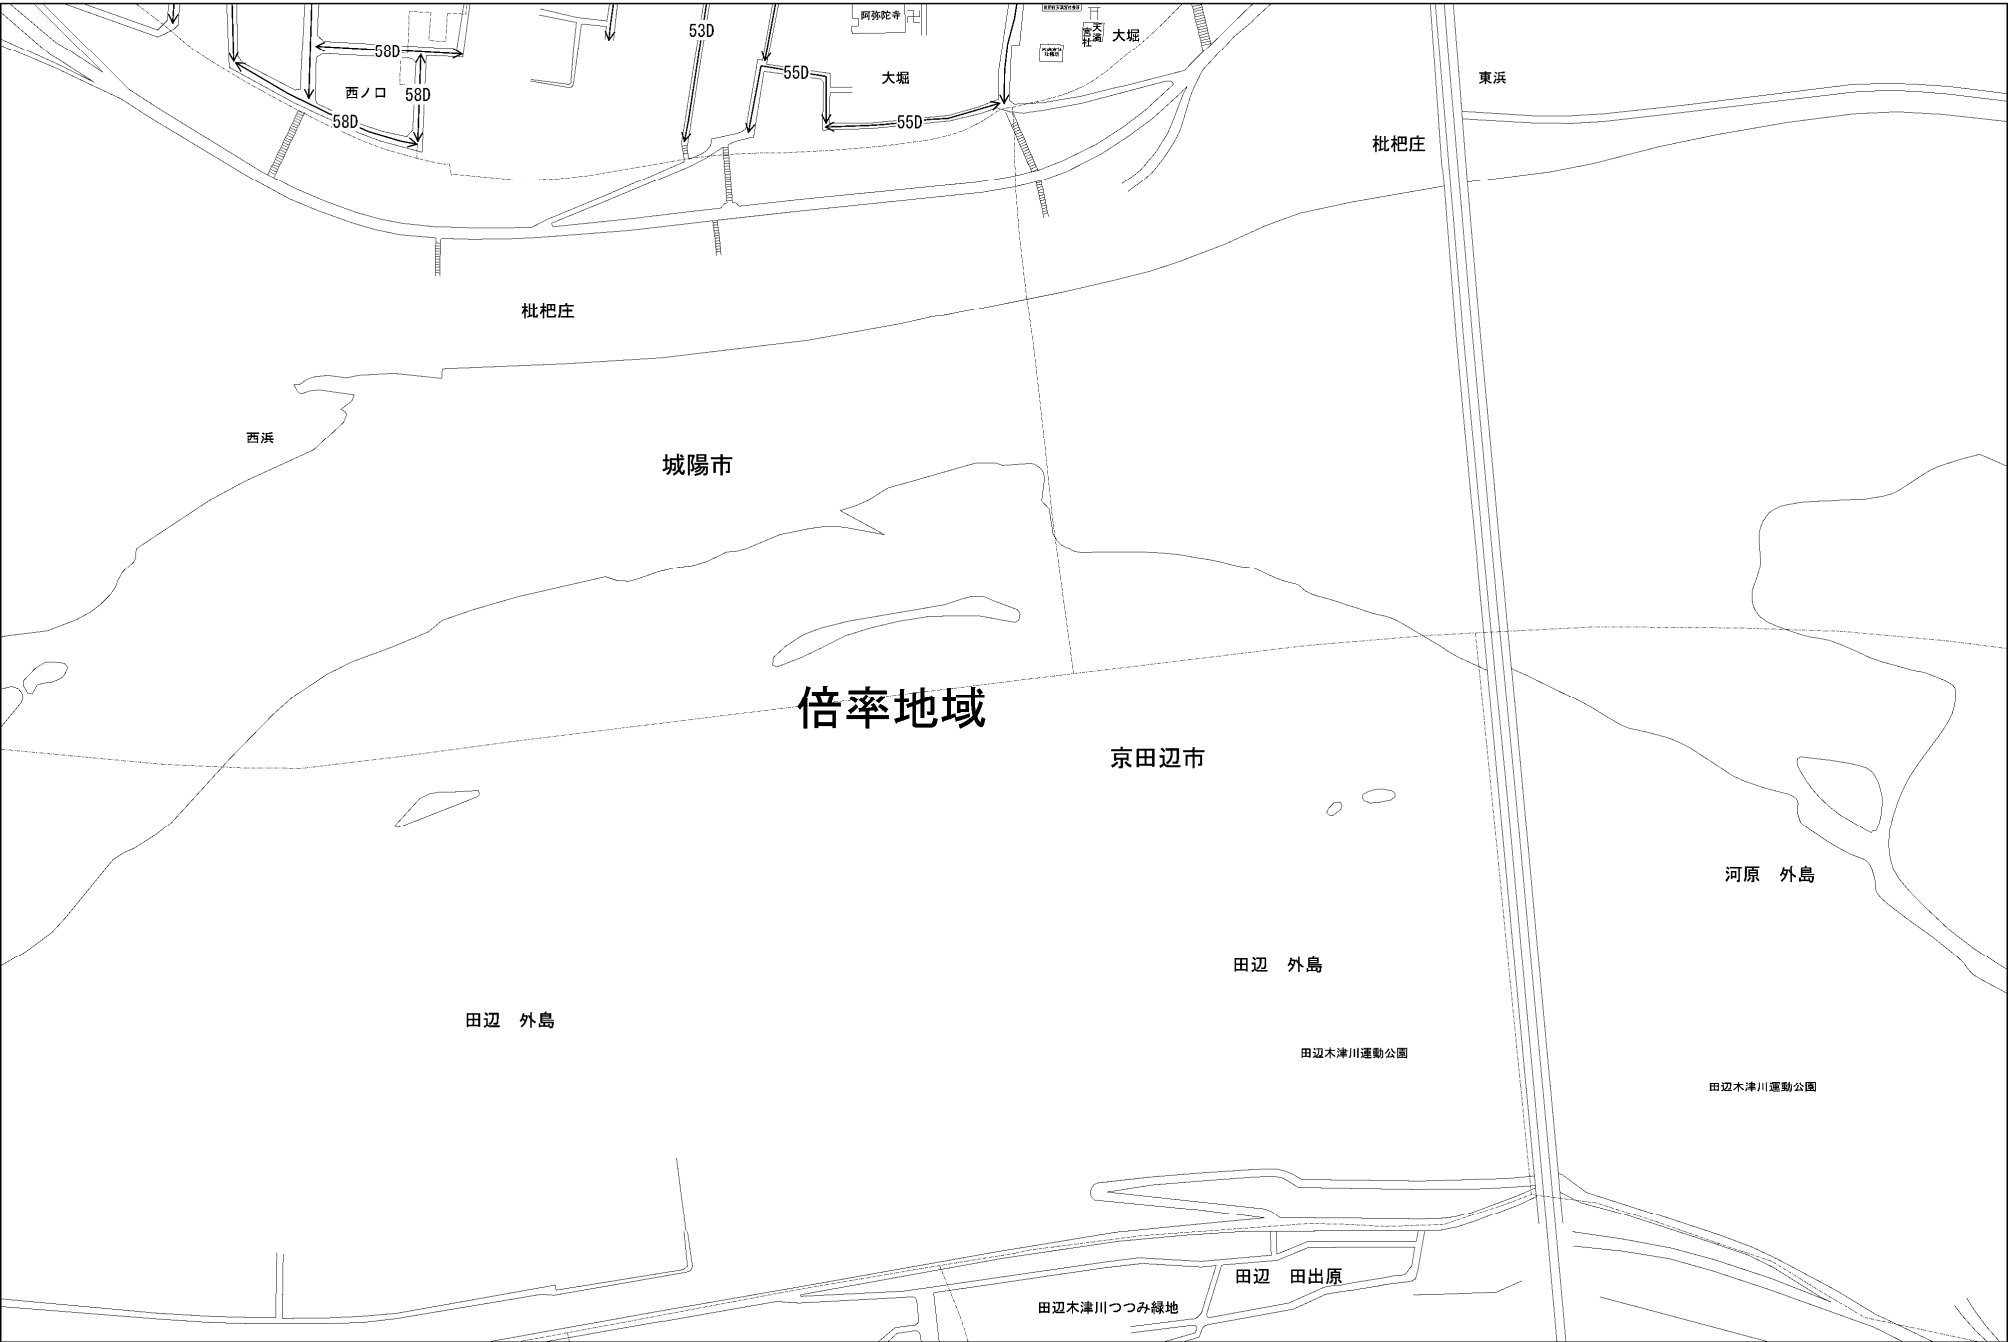 阿弥陀寺
天満
宮社
大堀
53D
58D
55D
大堀
東浜
西ノ口
58D
58D
55D
枇杷庄
枇杷庄
西浜
城陽市
倍率地域
京田辺市
河原　外島
田辺　外島
田辺　外島
田辺木津川運動公園
田辺木津川運動公園
田辺　田出原
田辺木津川つつみ緑地